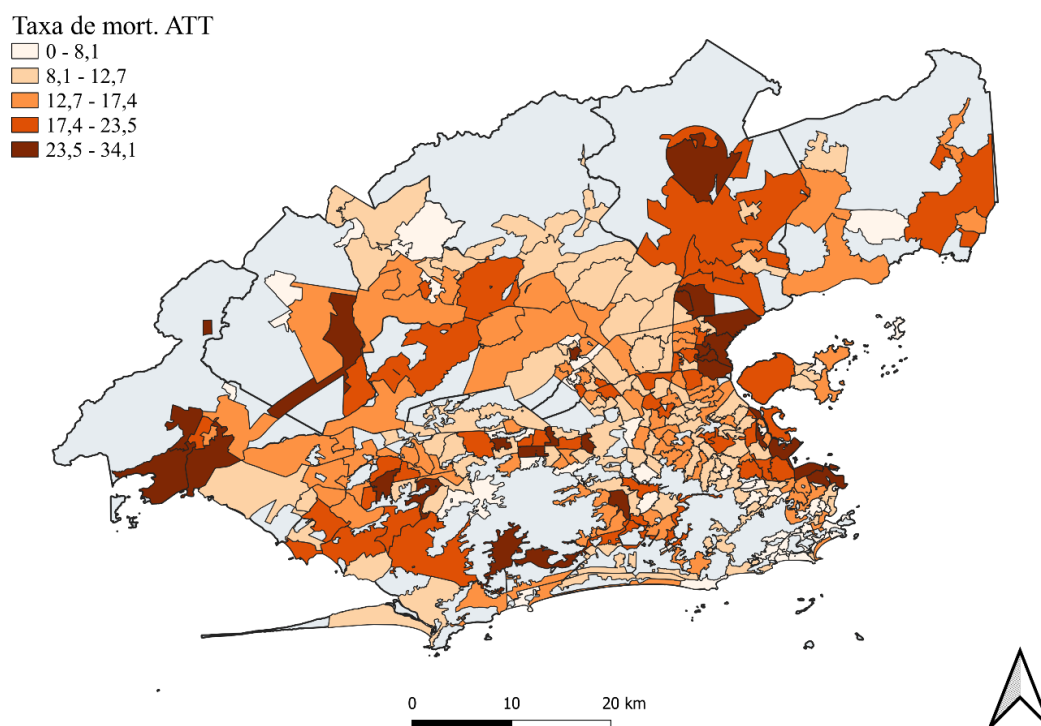 Taxa de mort. ATT
0 - 8,1
8,1 - 12,7
12,7 - 17,4
17,4 - 23,5
23,5 - 34,1
0 10 20 km